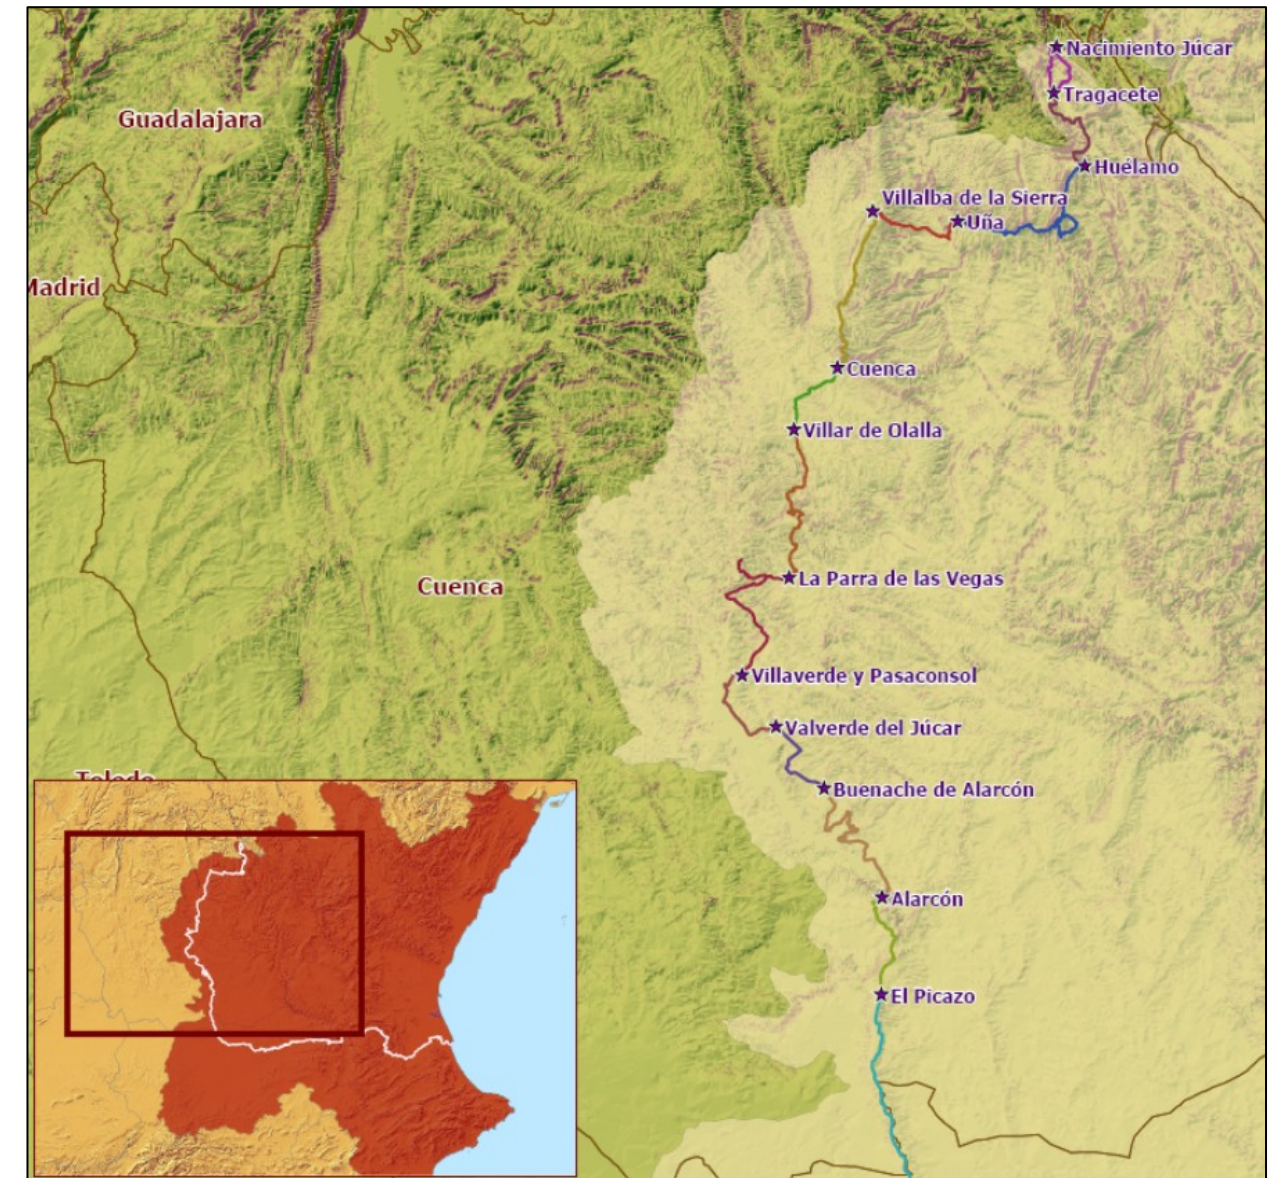 Nacimiento Júcar
Tragacete
Guadalajara
Huélamo
Villalba de la Sierra
Uña
Madrid
Cuenca
Villar de Olalla
La Parra de las Vegas
Cuenca
Villaverde y Pasaconsol
Valverde del Júcar
Toledo
Buenache de Alarcón
Alarcón
El Picazo